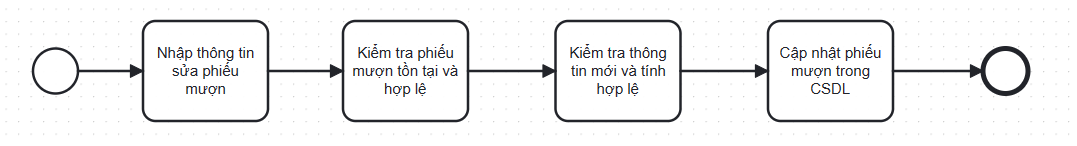 Nhập thông tin
sửa phiếu
mượn
Kiểm tra phiếu
mượn tồn tại và
hợp lệ
Kiểm tra thông
tin mới và tính
hợp lệ
Cập nhật phiếu
mượn trong
CSDL